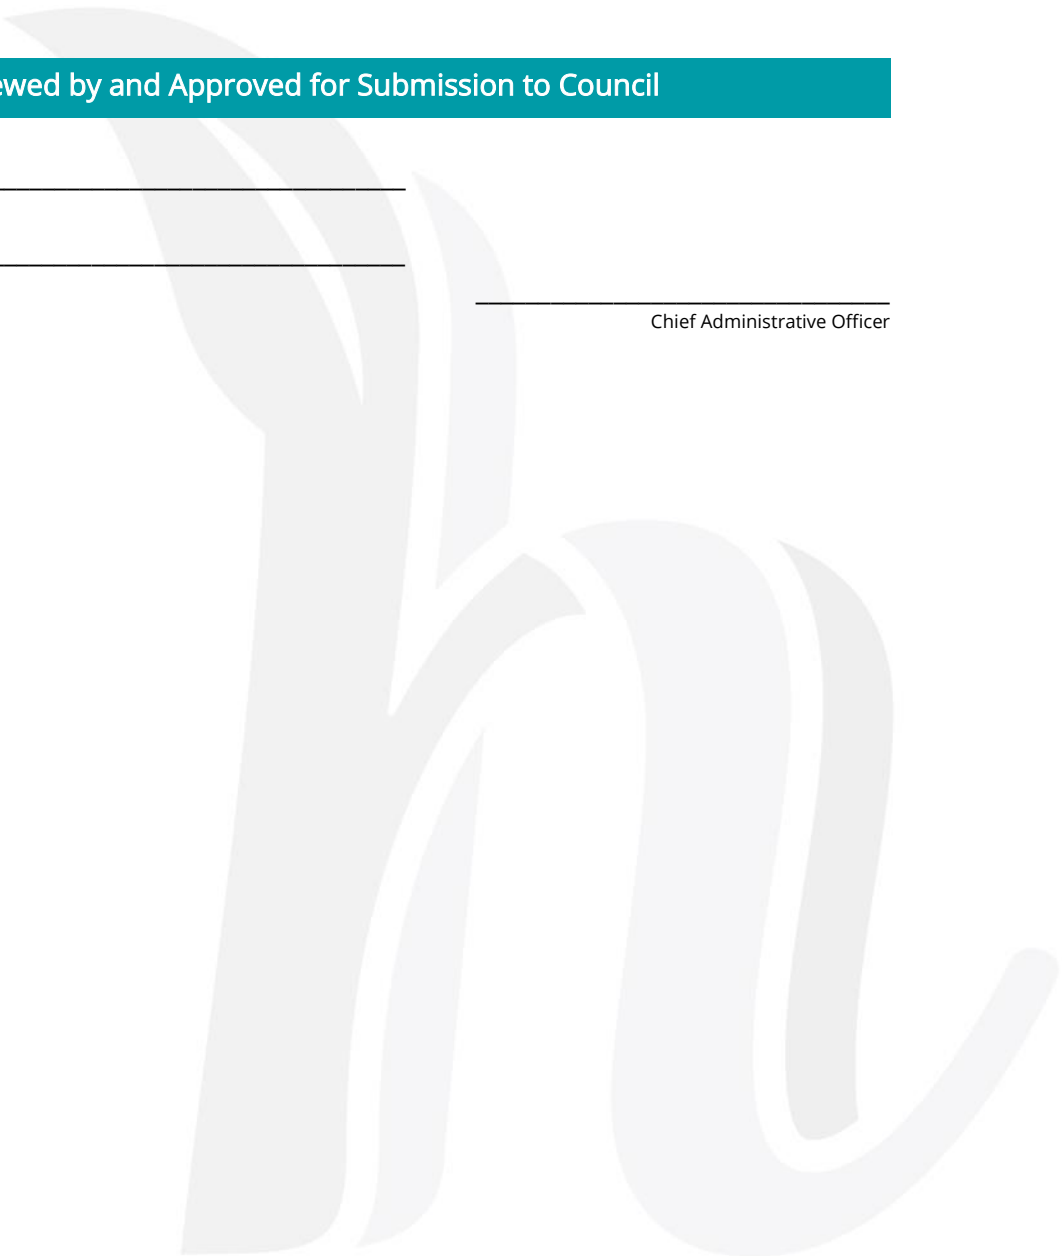 ewed by and Approved for Submission to Council
Chief Administrative Officer